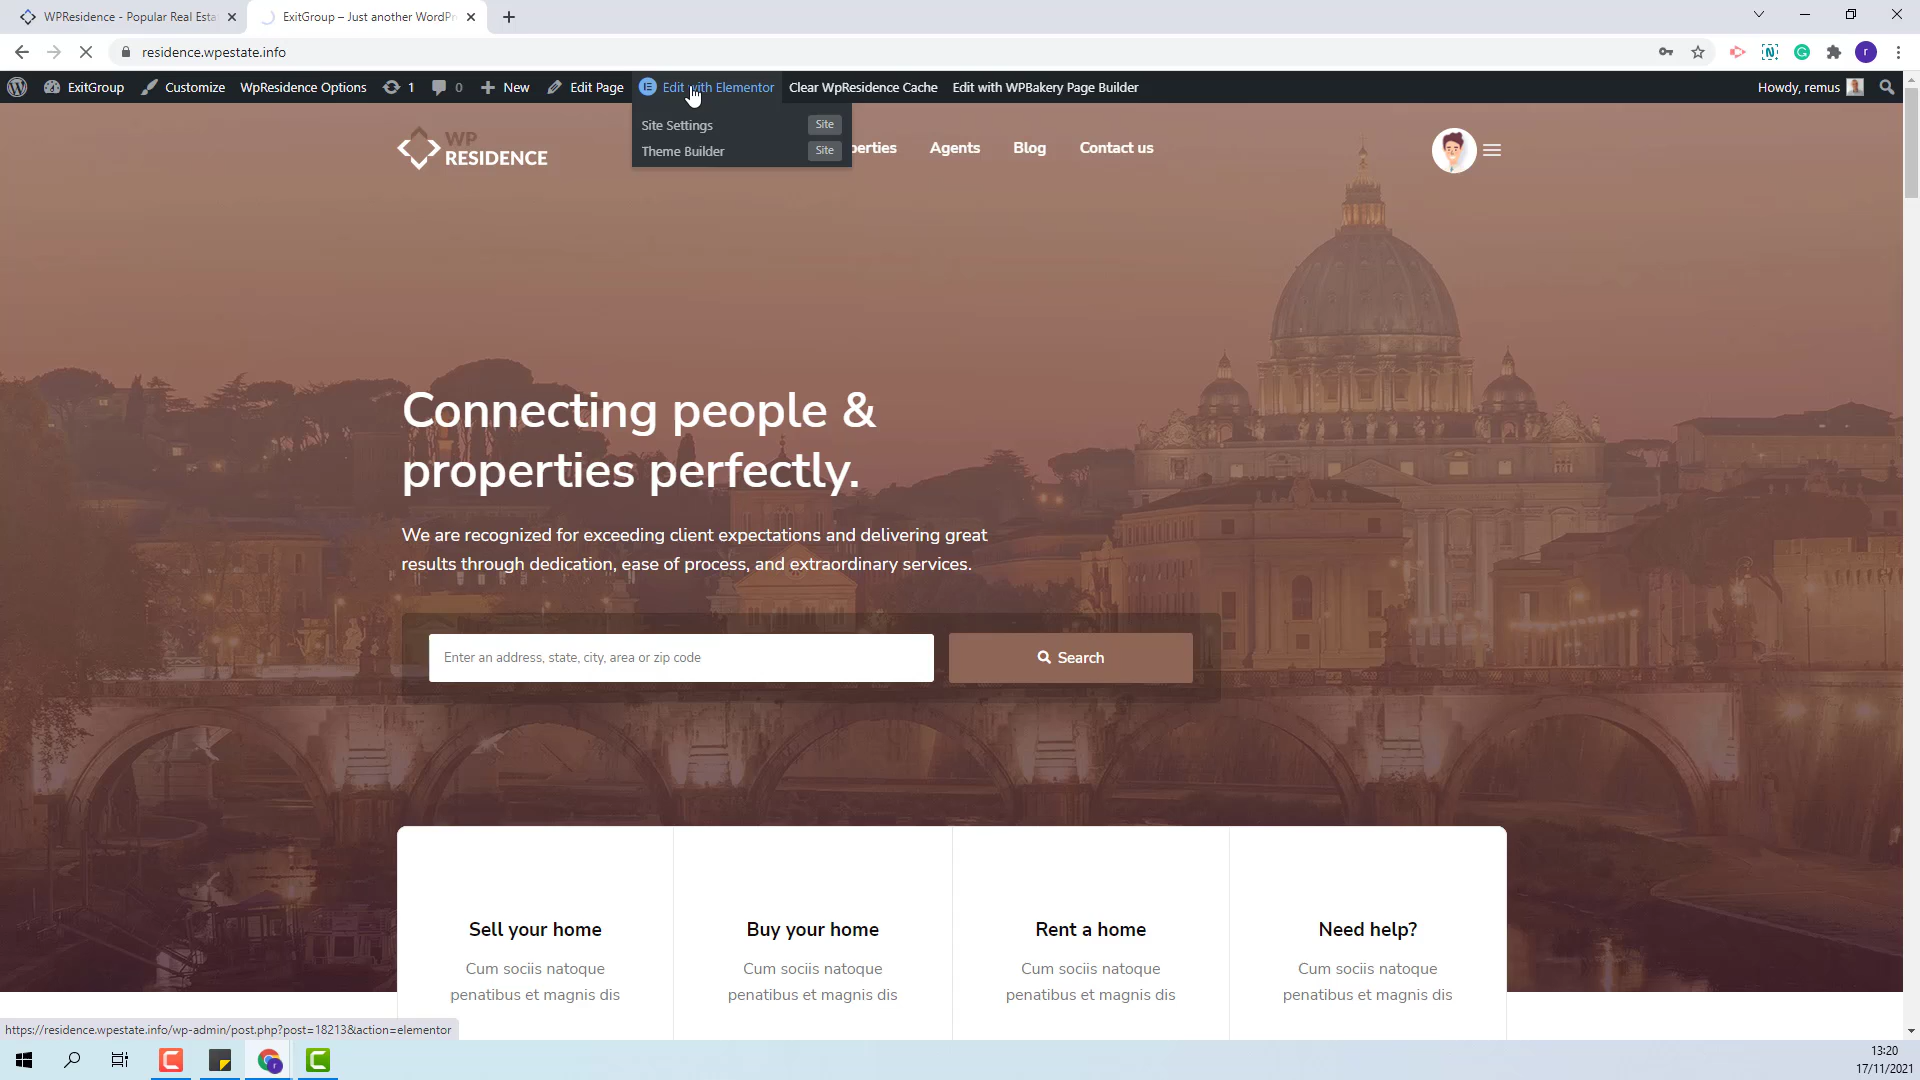 WPResidence - Popular Real Esta
ExitGroup – Just another WordPr
residence.wpestate.info
ExitGroup
Customize
WpResidence Options
1
0
New
Edit Page
Edit with Elementor
Clear WpResidence Cache
Edit with WPBakery Page Builder
Howdy, remus
Site Settings Site
Theme Builder Site
WP
RESIDENCE
perties
Agents
Blog
Contact us
Connecting people &
properties perfectly.
We are recognized for exceeding client expectations and delivering great
results through dedication, ease of process, and extraordinary services.
Enter an address, state, city, area or zip code
Search
Sell your home
Cum sociis natoque
penatibus et magnis dis
Buy your home
Cum sociis natoque
penatibus et magnis dis
Rent a home
Cum sociis natoque
penatibus et magnis dis
Need help?
Cum sociis natoque
penatibus et magnis dis
https://residence.wpestate.info/wp-admin/post.php?post=18213&action=elementor
13:20
17/11/2021